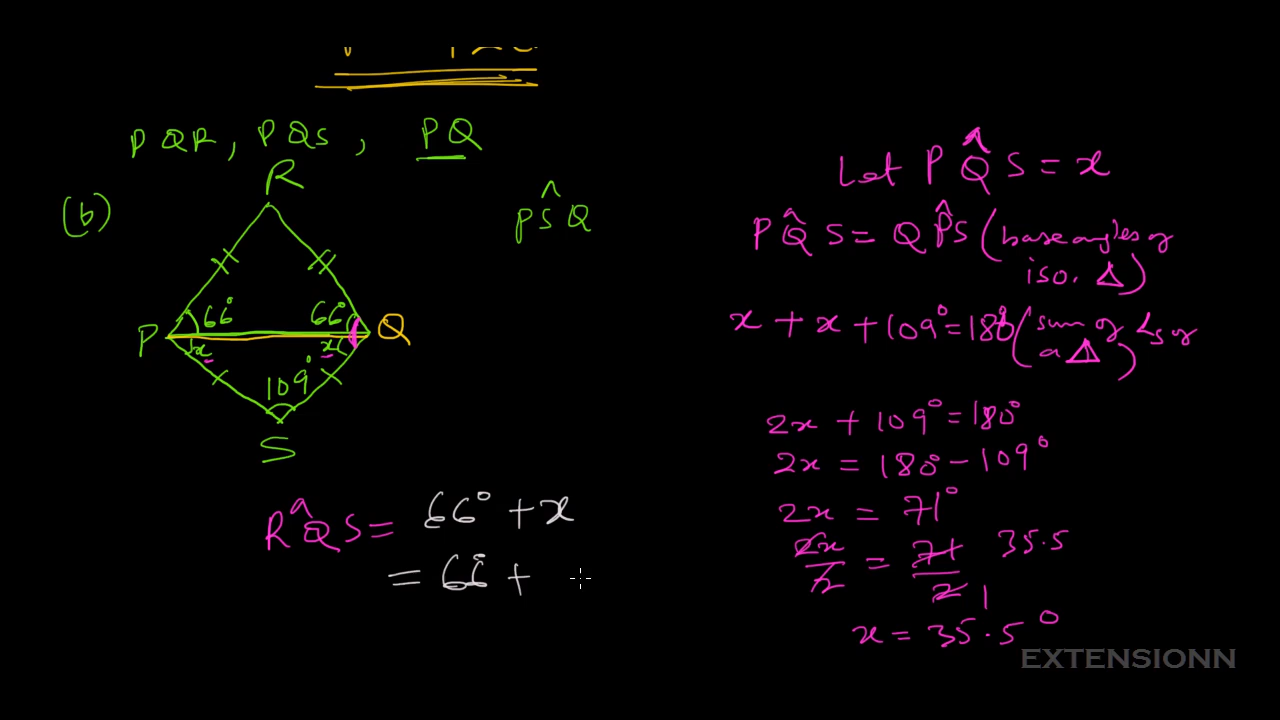 PQR, PQS, PQ
(b)
R
PŜQ
66° 66°
P Q
x x
109°
S
RQ̂S = 66° + x
= 66° +
Let PQ̂S = x
PQ̂S = QP̂S (base angles of
iso. Δ)
x + x + 109° = 180° (sum of ∠s of
a Δ)
2x + 109° = 180°
2x = 180° − 109°
2x = 71°
2x/2 = 71/2 35.5
1
x = 35.5°
EXTENSIONN